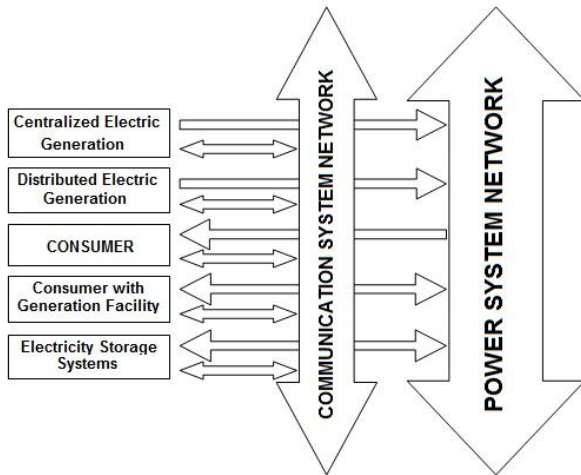 Centralized Electric
Generation
Distributed Electric
Generation
CONSUMER
Consumer with
Generation Facility
Electricity Storage
Systems
COMMUNICATION SYSTEM NETWORK
POWER SYSTEM NETWORK